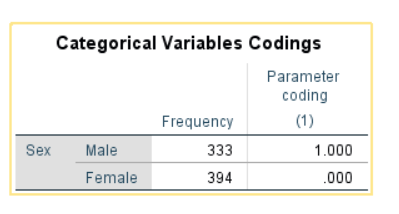 Categorical Variables Codings
Parameter
coding
Frequency (1)
Sex Male 333 1.000
Female 394 .000